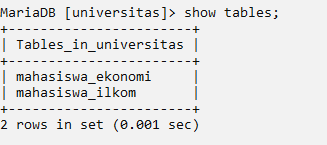 MariaDB [universitas]> show tables;
+-----------------------+
| Tables_in_universitas |
+-----------------------+
| mahasiswa_ekonomi     |
| mahasiswa_ilkom       |
+-----------------------+
2 rows in set (0.001 sec)